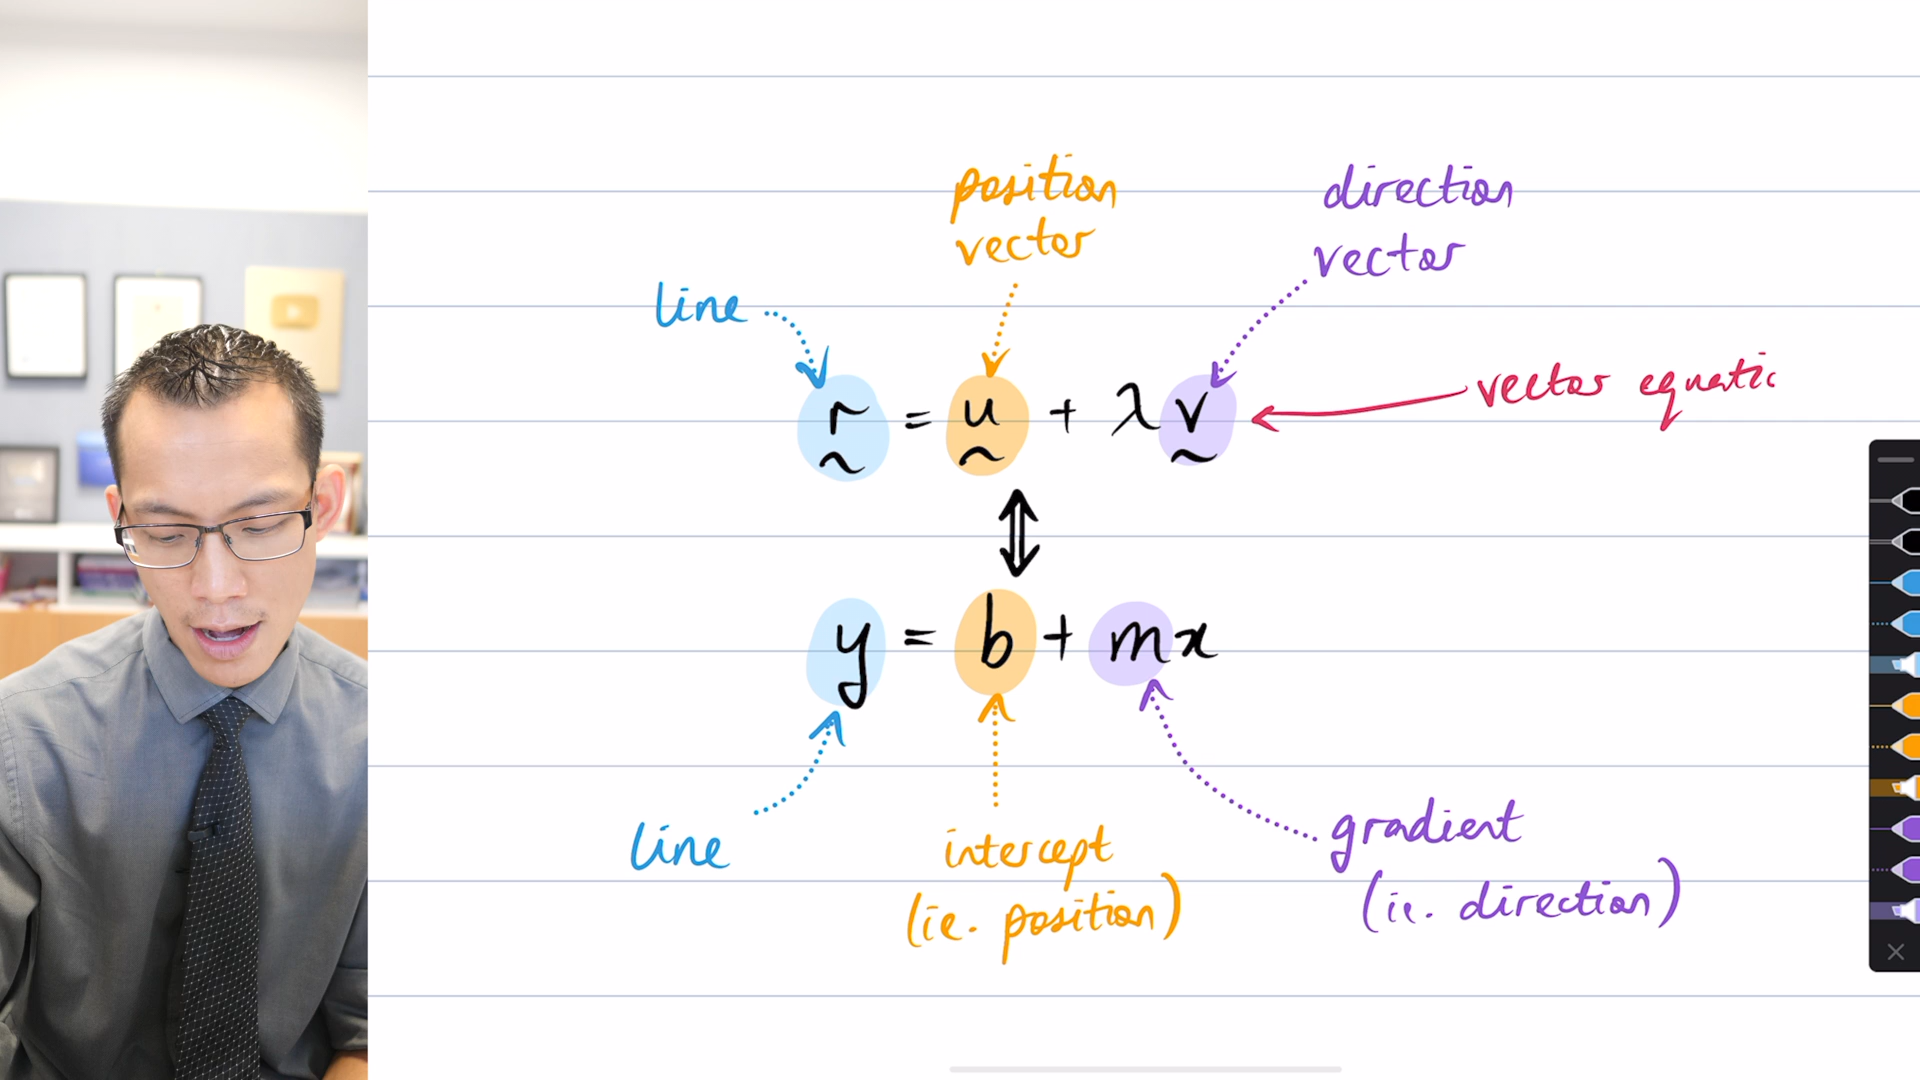 position
vector
direction
vector
line
r = u + λv
~ ~ ~
vector equatic
y = b + mx
line
intercept
(ie. position)
gradient
(ie. direction)